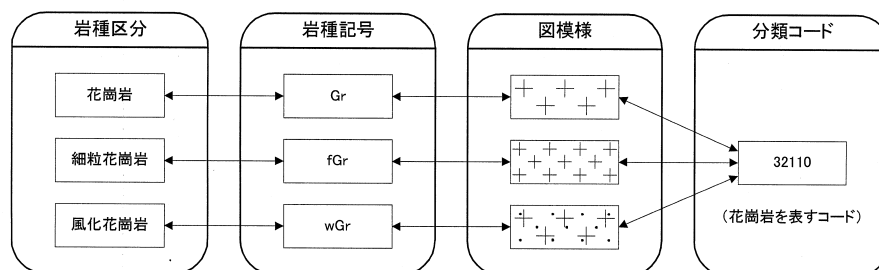 岩種区分
岩種記号
図模様
分類コード
花崗岩
Gr
細粒花崗岩
fGr
32110
風化花崗岩
wGr
(花崗岩を表すコード)